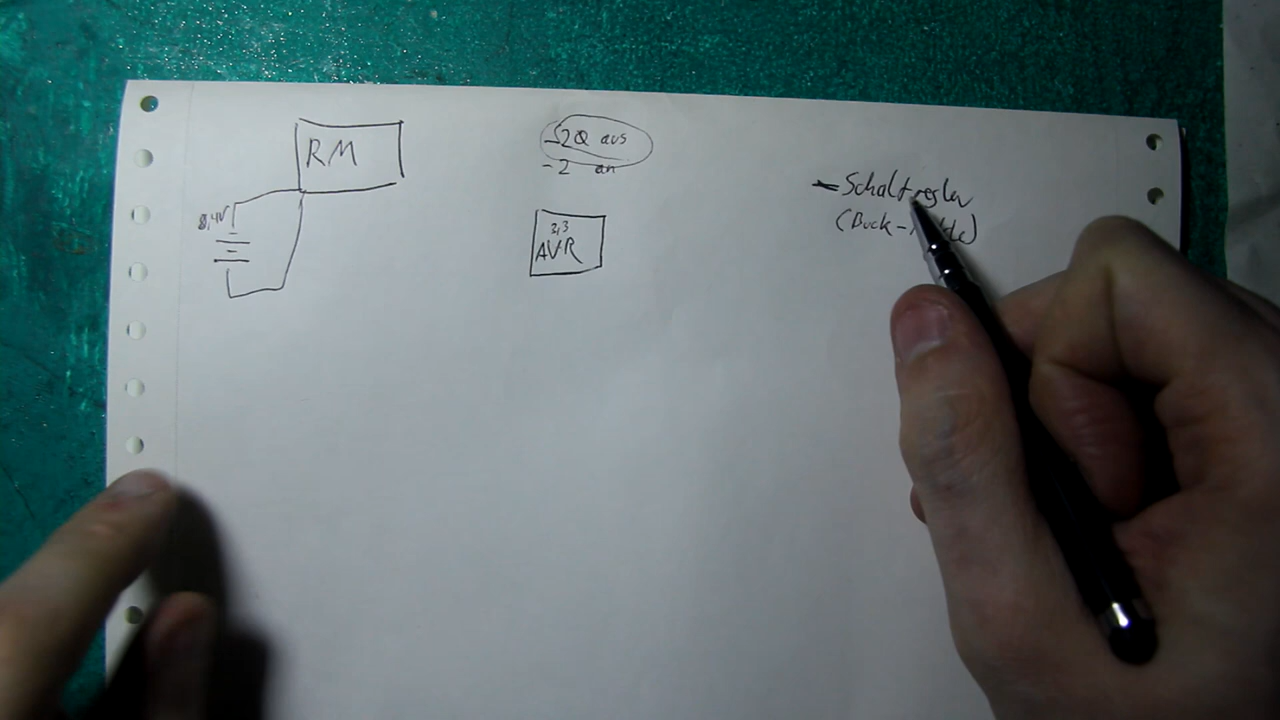 RM
8,4V
-2Q aus
-2 an
3,3
AVR
- Schaltregler
(Buck-